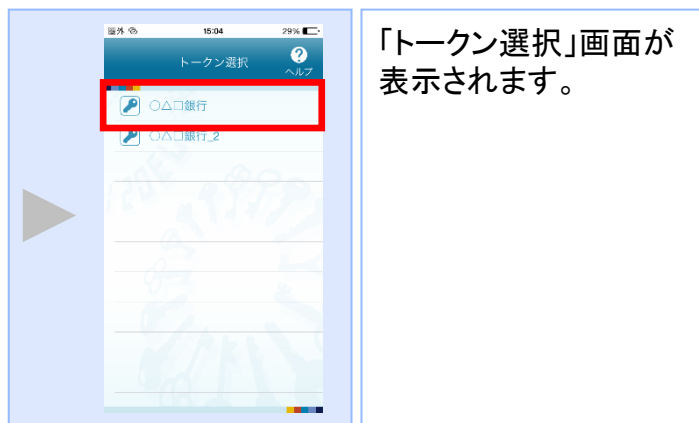 圏外 15:04 29%
トークン選択
ヘルプ
○△□銀行
○△□銀行_2
「トークン選択」画面が
表示されます。